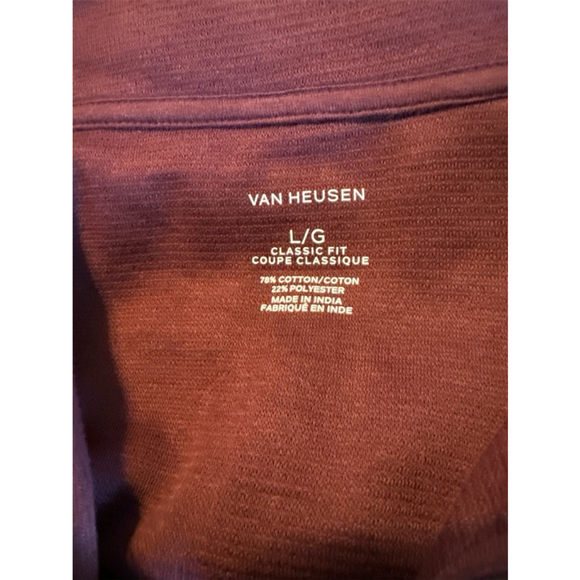 VAN HEUSEN
L/G
CLASSIC FIT
COUPE CLASSIQUE
78% COTTON/COTON
22% POLYESTER
MADE IN INDIA
FABRIQUÉ EN INDE